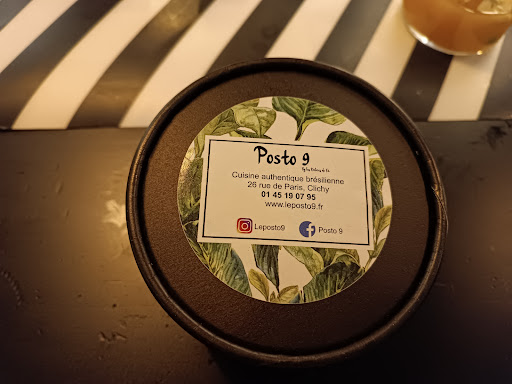 Posto 9
Cuisine authentique brésilienne
26 rue de Paris, Clichy
01 45 19 07 95
www.leposto9.fr
Leposto9 Posto 9